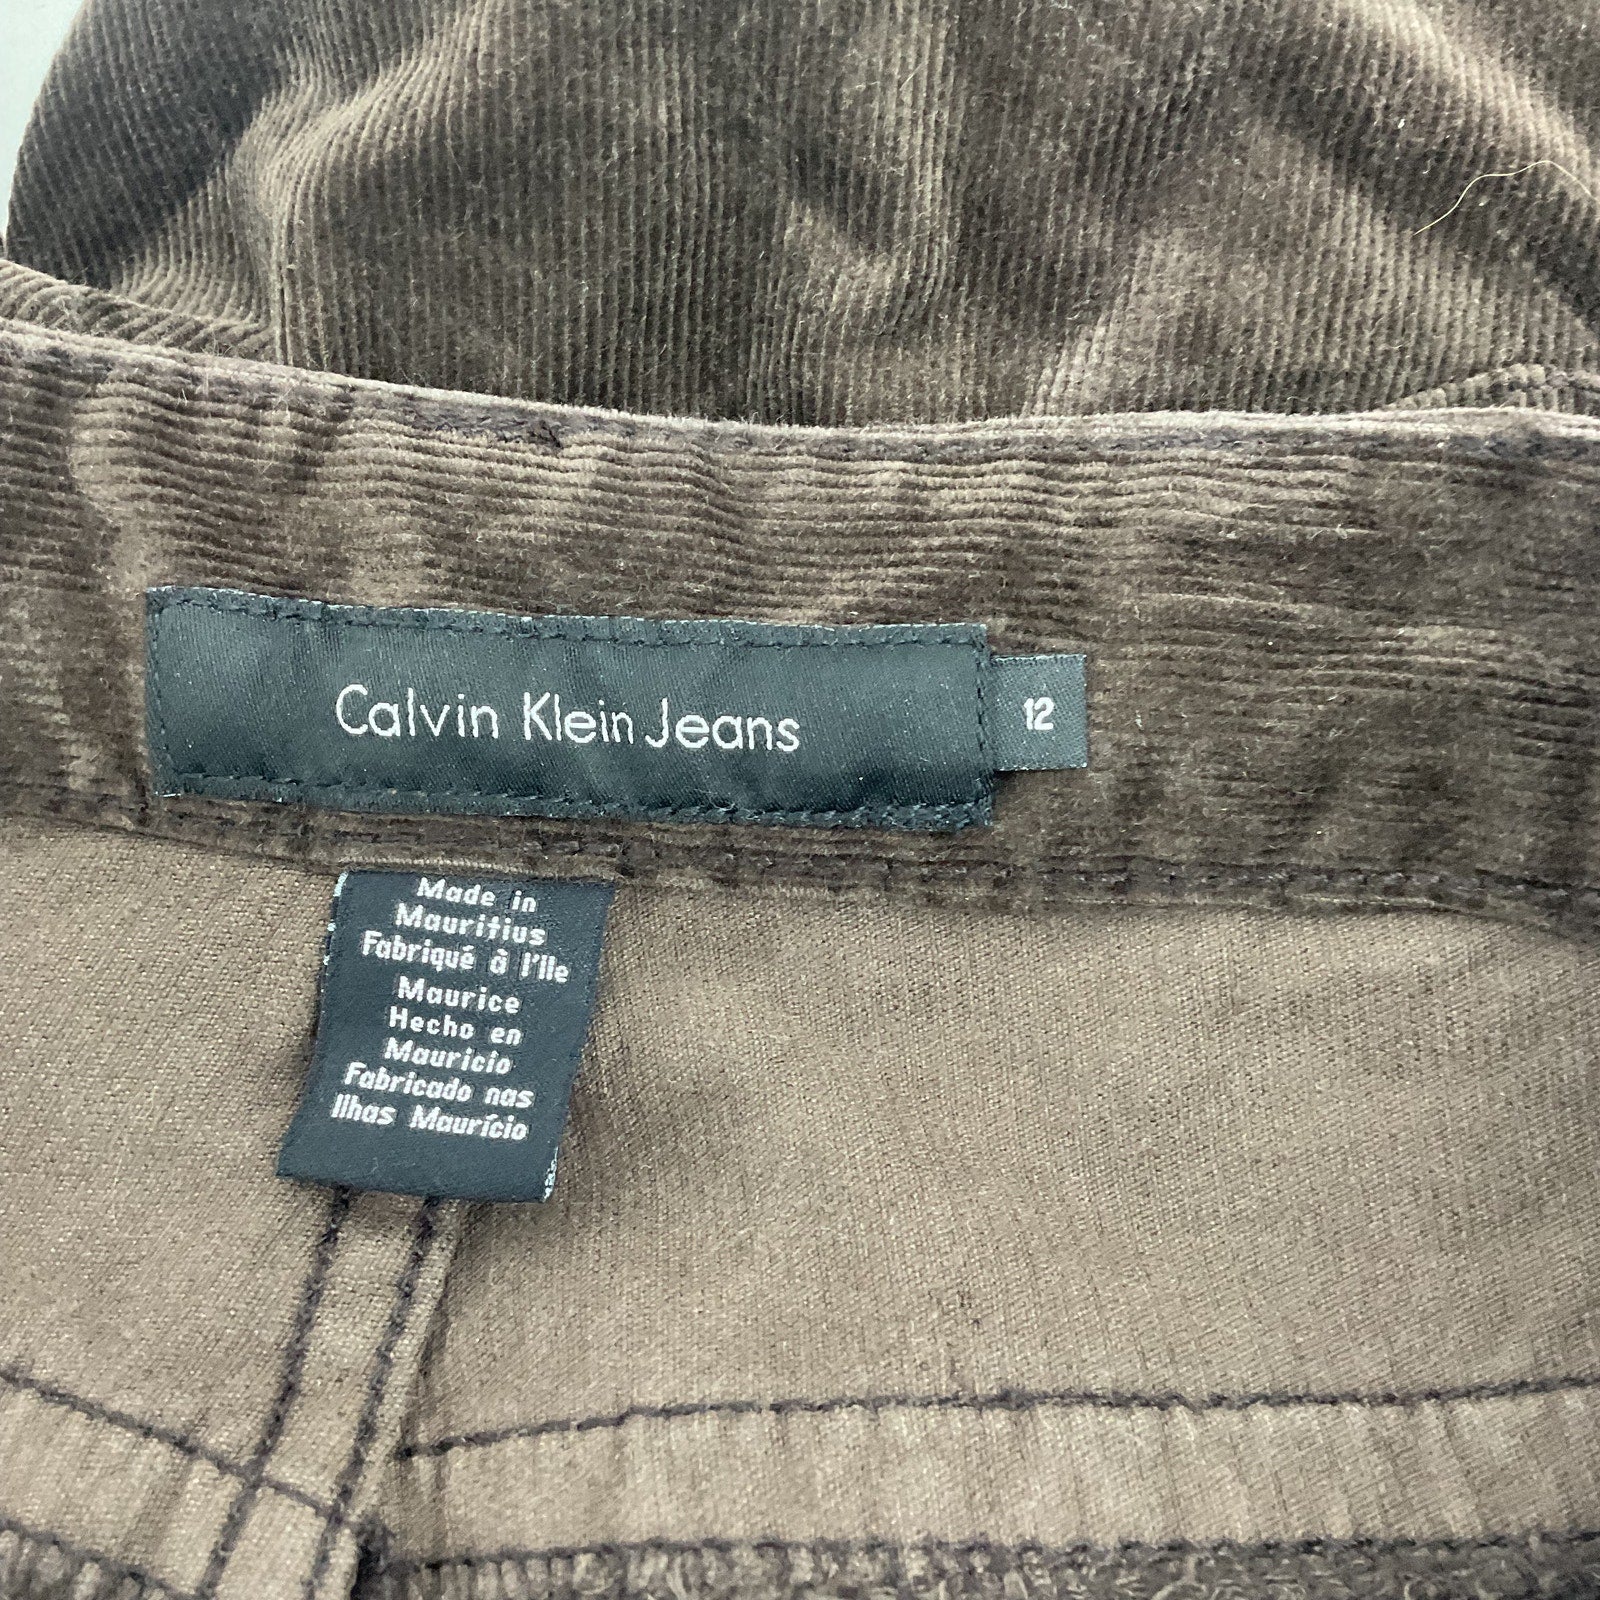 Calvin Klein Jeans
12
Made in
Mauritius
Fabriqué à l'Ile
Maurice
Hecho en
Mauricio
Fabricado nas
Ilhas Maurício